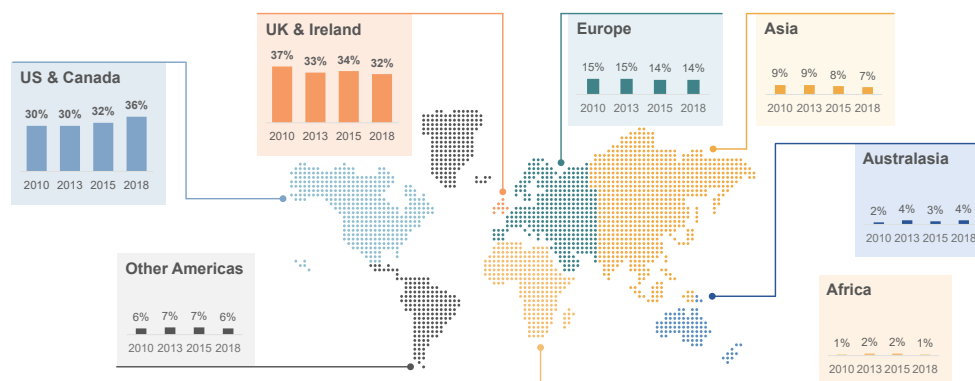 US & Canada
30% 30% 32% 36%
2010 2013 2015 2018
UK & Ireland
37% 33% 34% 32%
2010 2013 2015 2018
Europe
15% 15% 14% 14%
2010 2013 2015 2018
Asia
9% 9% 8% 7%
2010 2013 2015 2018
Australasia
2% 4% 3% 4%
2010 2013 2015 2018
Other Americas
6% 7% 7% 6%
2010 2013 2015 2018
Africa
1% 2% 2% 1%
2010 2013 2015 2018